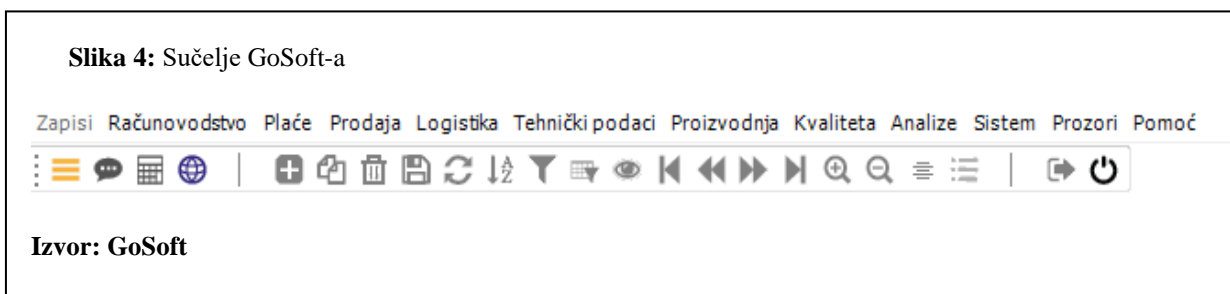 Slika 4: Sučelje GoSoft-a
Zapisi Računovodstvo Plaće Prodaja Logistika Tehnički podaci Proizvodnja Kvaliteta Analize Sistem Prozori Pomoć
Izvor: GoSoft